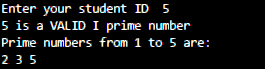 Enter your student ID  5
5 is a VALID I prime number
Prime numbers from 1 to 5 are:
2 3 5